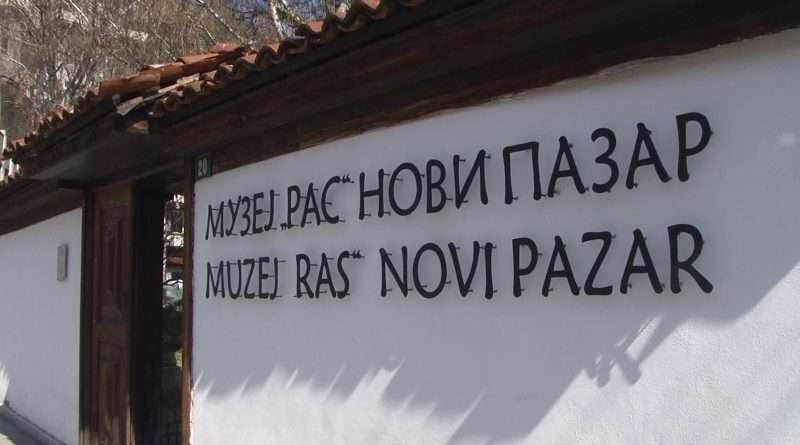 20
МУЗЕЈ „РАС“ НОВИ ПАЗАР
MUZEJ RAS“ NOVI PAZAR